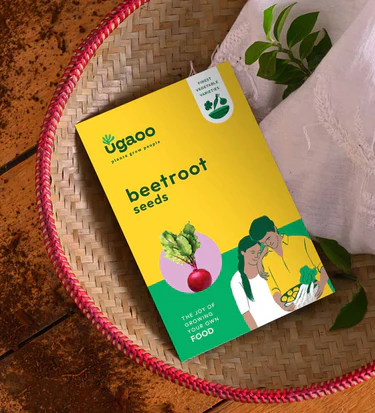 FINEST
VEGETABLE
VARIETIES
ugaoo
plants grow people
beetroot
seeds
THE JOY OF
GROWING
YOUR OWN
FOOD